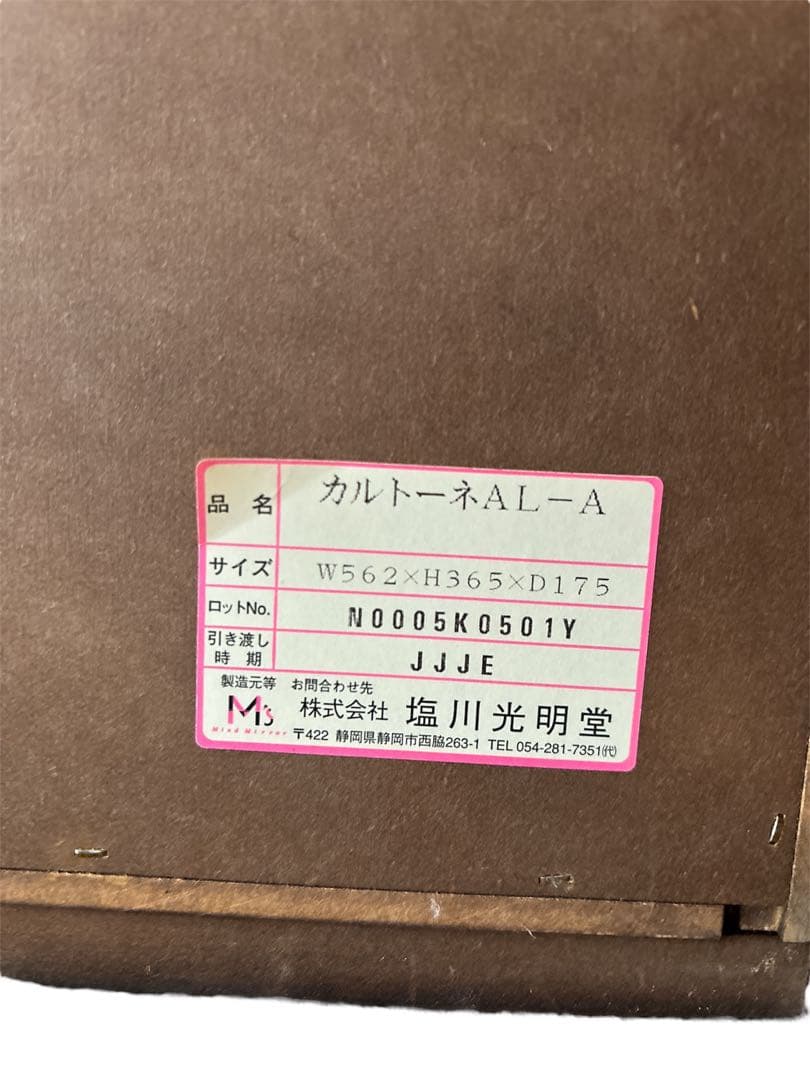 品名 カルトーネAL-A
サイズ W562×H365×D175
ロットNo. N0005K0501Y
引き渡し時期 JJJE
製造元等 お問合わせ先
M's Mind Mirror 株式会社 塩川光明堂
〒422 静岡県静岡市西脇263-1 TEL 054-281-7351㈹